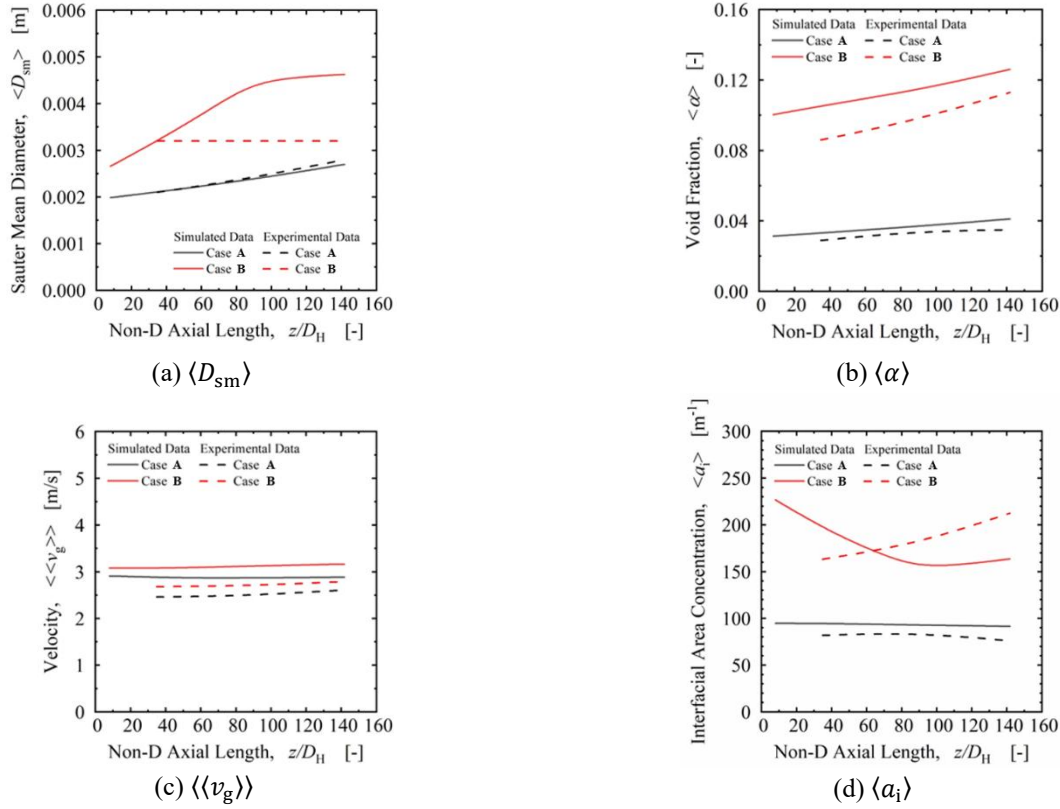 Sauter Mean Diameter, <D_sm> [m]
0.006
0.005
0.004
0.003
0.002
0.001
0.000
Simulated Data Experimental Data
Case A Case A
Case B Case B
0 20 40 60 80 100 120 140 160
Non-D Axial Length, z/D_H [-]
(a) ⟨D_sm⟩
Void Fraction, <α> [-]
0.16
0.12
0.08
0.04
0.00
Simulated Data Experimental Data
Case A Case A
Case B Case B
0 20 40 60 80 100 120 140 160
Non-D Axial Length, z/D_H [-]
(b) ⟨α⟩
Velocity, <<v_g>> [m/s]
6
5
4
3
2
1
0
Simulated Data Experimental Data
Case A Case A
Case B Case B
0 20 40 60 80 100 120 140 160
Non-D Axial Length, z/D_H [-]
(c) ⟨⟨v_g⟩⟩
Interfacial Area Concentration, <a_i> [m⁻¹]
300
250
200
150
100
50
0
Simulated Data Experimental Data
Case A Case A
Case B Case B
0 20 40 60 80 100 120 140 160
Non-D Axial Length, z/D_H [-]
(d) ⟨a_i⟩